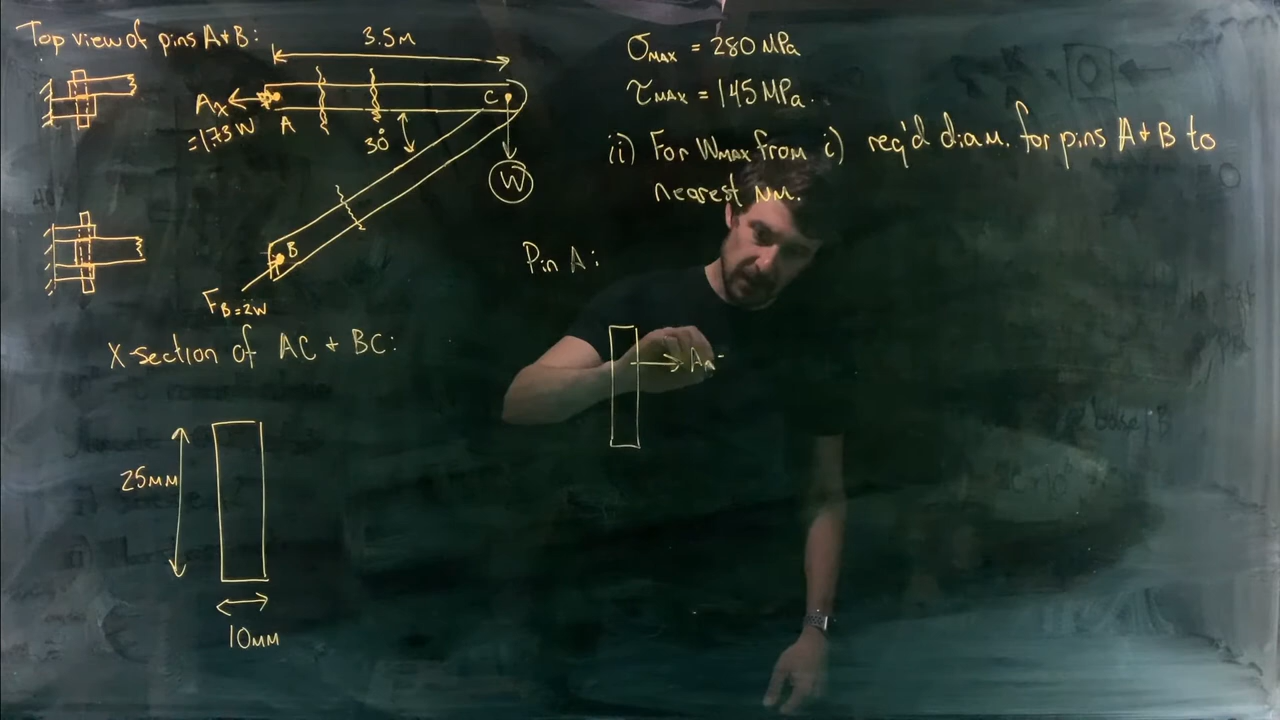 Top view of pins A+B:
3.5m
Ax
=1.73W
A
C
30°
W
B
FB=2W
X-section of AC + BC:
25mm
10mm
σMAX = 280 MPa
τMAX = 145 MPa.
ii) For WMAX from i) req'd diam. for pins A+B to
nearest mm.
Pin A: